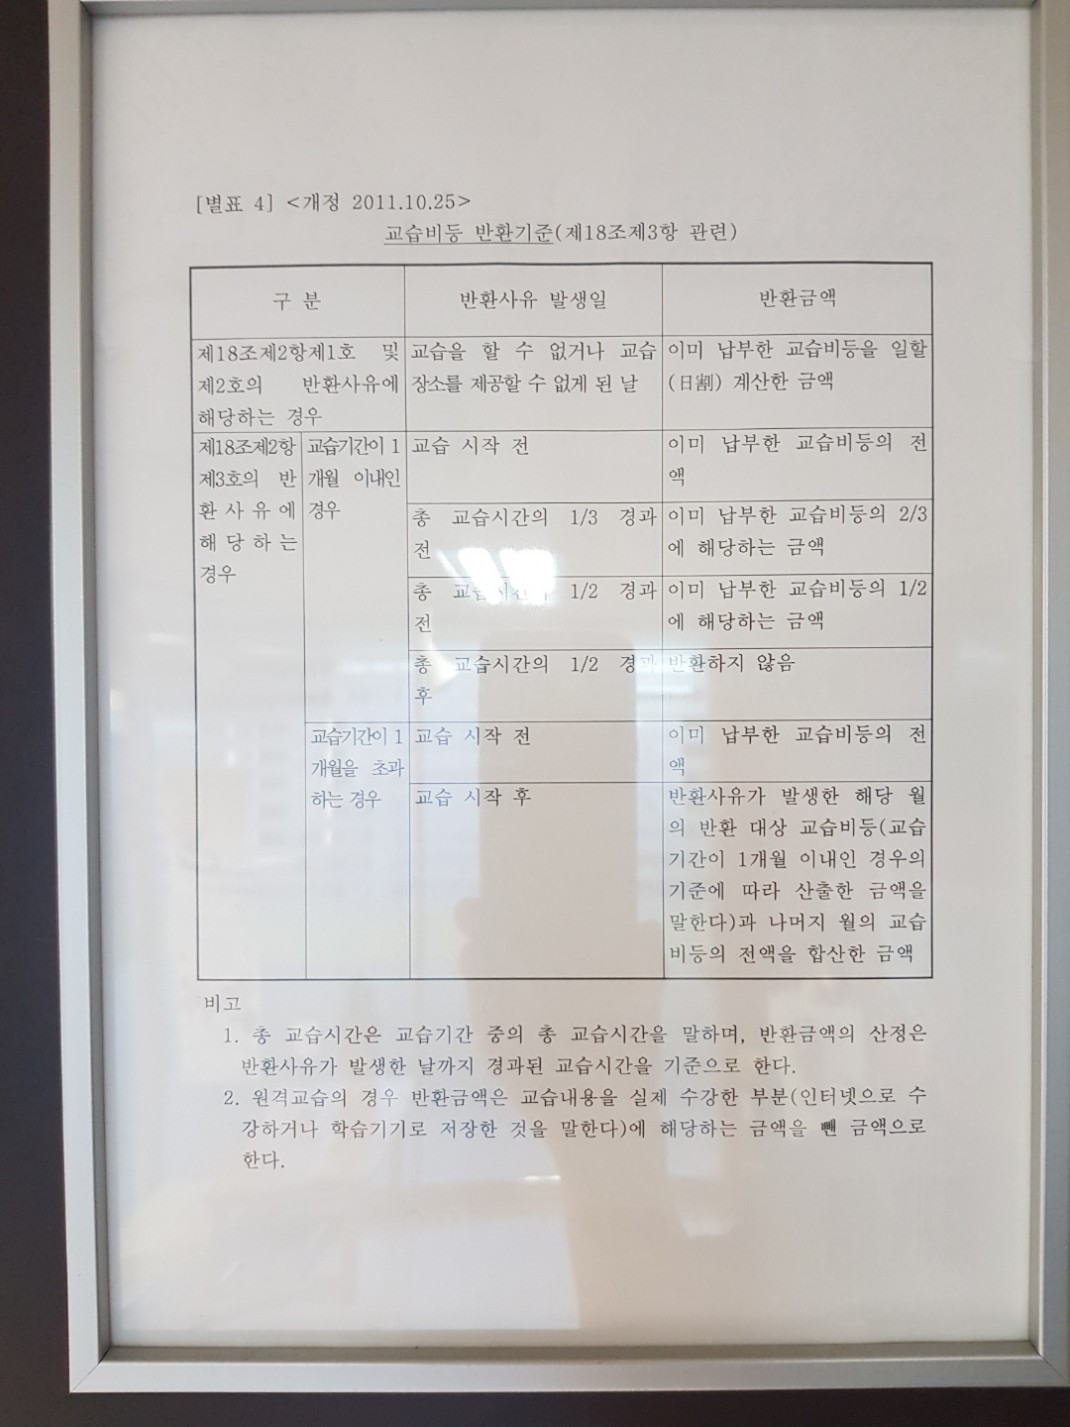 [별표 4] <개정 2011.10.25>
교습비등 반환기준(제18조제3항 관련)
구 분
반환사유 발생일
반환금액
제18조제2항제1호 및
제2호의 반환사유에
해당하는 경우
교습을 할 수 없거나 교습
장소를 제공할 수 없게 된 날
이미 납부한 교습비등을 일할
(日割) 계산한 금액
제18조제2항
제3호의 반
환사유에
해당하는
경우
교습기간이 1
개월 이내인
경우
교습 시작 전
이미 납부한 교습비등의 전
액
총 교습시간의 1/3 경과
전
이미 납부한 교습비등의 2/3
에 해당하는 금액
총 교습시간의 1/2 경과
전
이미 납부한 교습비등의 1/2
에 해당하는 금액
총 교습시간의 1/2 경과
후
반환하지 않음
교습기간이 1
개월을 초과
하는 경우
교습 시작 전
이미 납부한 교습비등의 전
액
교습 시작 후
반환사유가 발생한 해당 월
의 반환 대상 교습비등(교습
기간이 1개월 이내인 경우의
기준에 따라 산출한 금액을
말한다)과 나머지 월의 교습
비등의 전액을 합산한 금액
비고
1. 총 교습시간은 교습기간 중의 총 교습시간을 말하며, 반환금액의 산정은
반환사유가 발생한 날까지 경과된 교습시간을 기준으로 한다.
2. 원격교습의 경우 반환금액은 교습내용을 실제 수강한 부분(인터넷으로 수
강하거나 학습기기로 저장한 것을 말한다)에 해당하는 금액을 뺀 금액으로
한다.